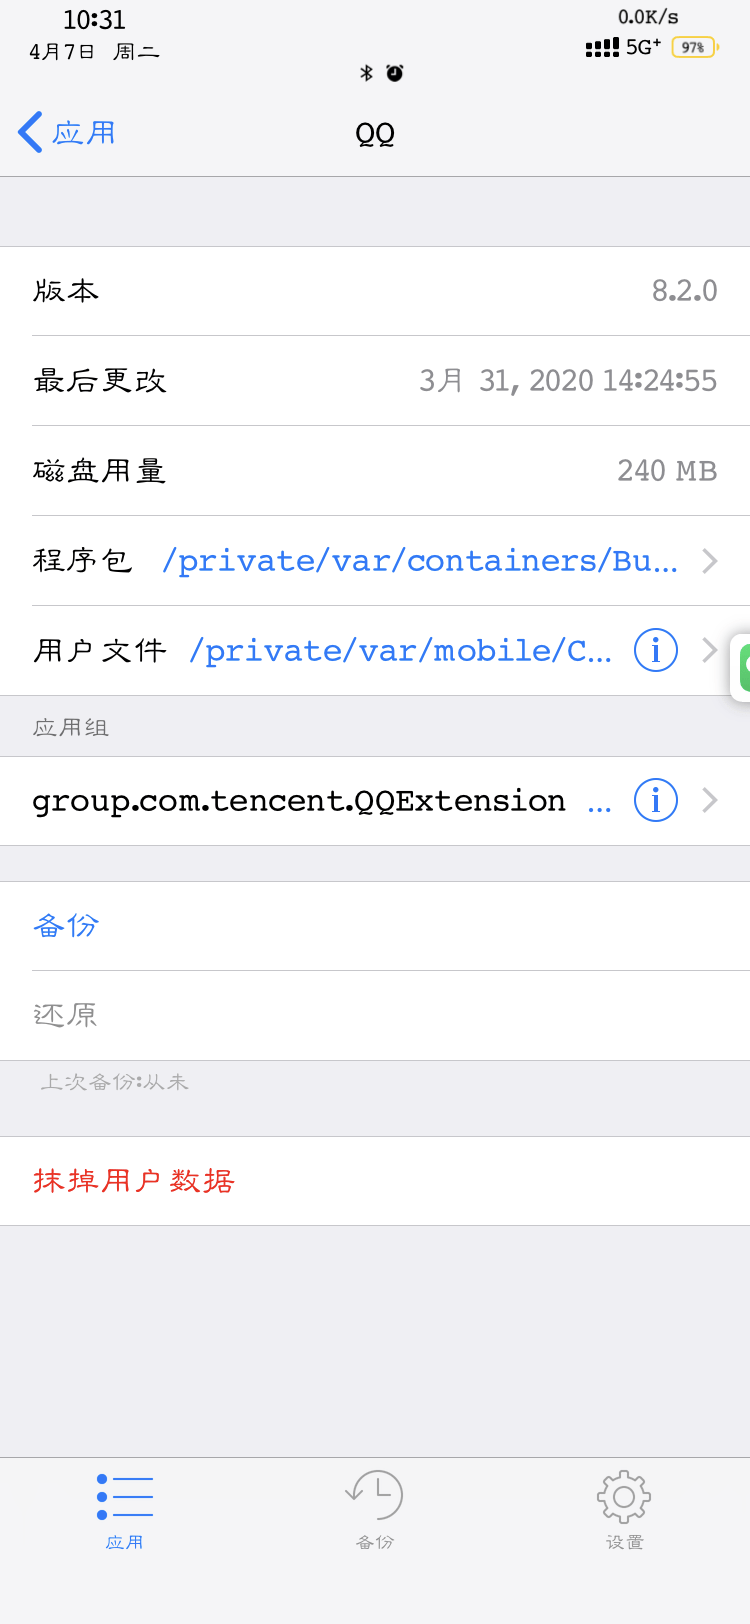 10:31
0.0K/s
4月7日 周二
5G+ 97%
应用
QQ
版本 8.2.0
最后更改 3月 31, 2020 14:24:55
磁盘用量 240 MB
程序包 /private/var/containers/Bu...
用户文件 /private/var/mobile/C...
应用组
group.com.tencent.QQExtension ...
备份
还原
上次备份:从未
抹掉用户数据
应用 备份 设置